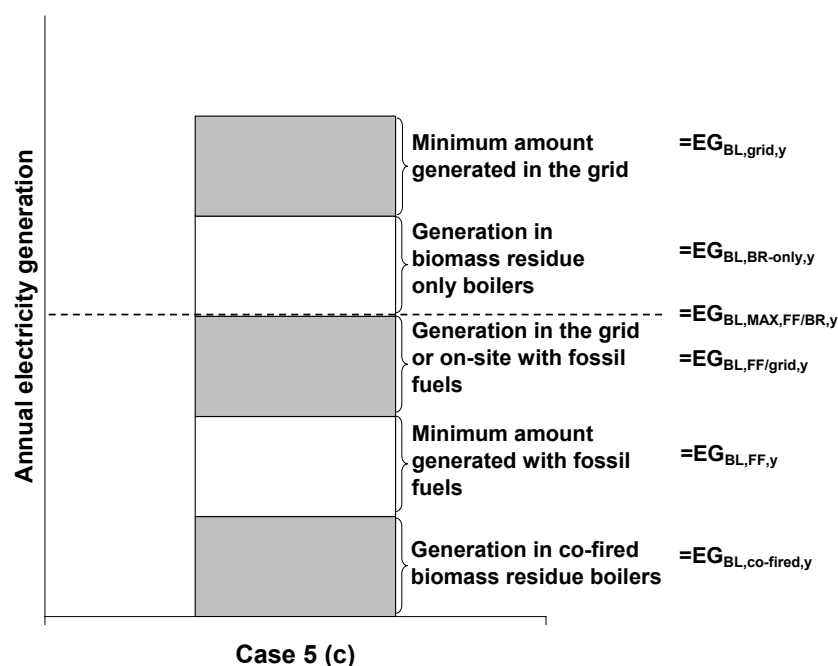 Annual electricity generation
Minimum amount
generated in the grid
=EG_BL,grid,y
Generation in
biomass residue
only boilers
=EG_BL,BR-only,y
=EG_BL,MAX,FF/BR,y
Generation in the grid
or on-site with fossil
fuels
=EG_BL,FF/grid,y
Minimum amount
generated with fossil
fuels
=EG_BL,FF,y
Generation in co-fired
biomass residue boilers
=EG_BL,co-fired,y
Case 5 (c)